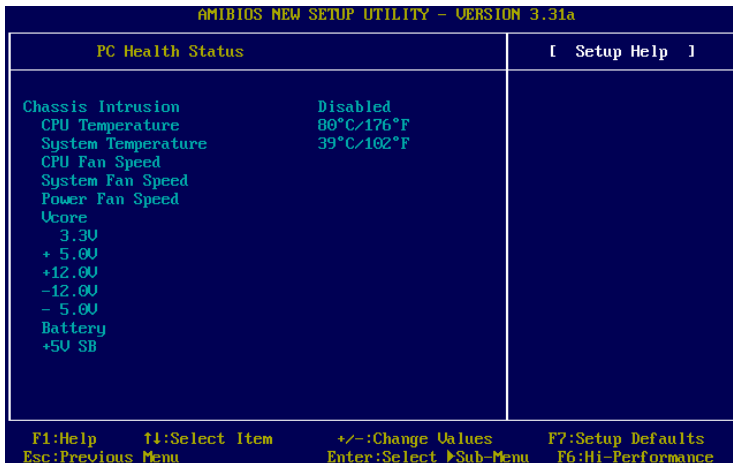 AMIBIOS NEW SETUP UTILITY - VERSION 3.31a
PC Health Status
[ Setup Help ]
Chassis Intrusion Disabled
CPU Temperature 80°C/176°F
System Temperature 39°C/102°F
CPU Fan Speed
System Fan Speed
Power Fan Speed
Vcore
3.3V
+ 5.0V
+12.0V
-12.0V
- 5.0V
Battery
+5V SB
F1:Help ↑↓:Select Item +/-:Change Values F7:Setup Defaults
Esc:Previous Menu Enter:Select ▶Sub-Menu F6:Hi-Performance